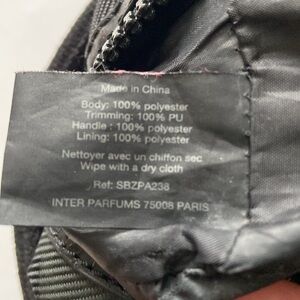 Made in China
Body: 100% polyester
Trimming: 100% PU
Handle : 100% polyester
Lining: 100% polyester
Nettoyer avec un chiffon sec
Wipe with a dry cloth
Ref: SBZPA238
INTER PARFUMS 75008 PARIS